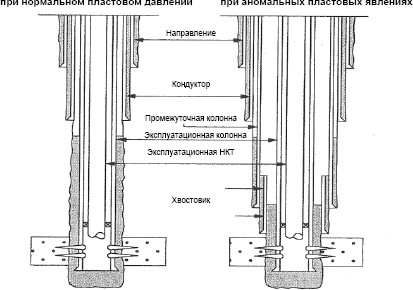 при нормальном пластовом давлении
при аномальных пластовых явлениях
Направление
Кондуктор
Промежуточная колонна
Эксплуатационная колонна
Эксплуатационная НКТ
Хвостовик